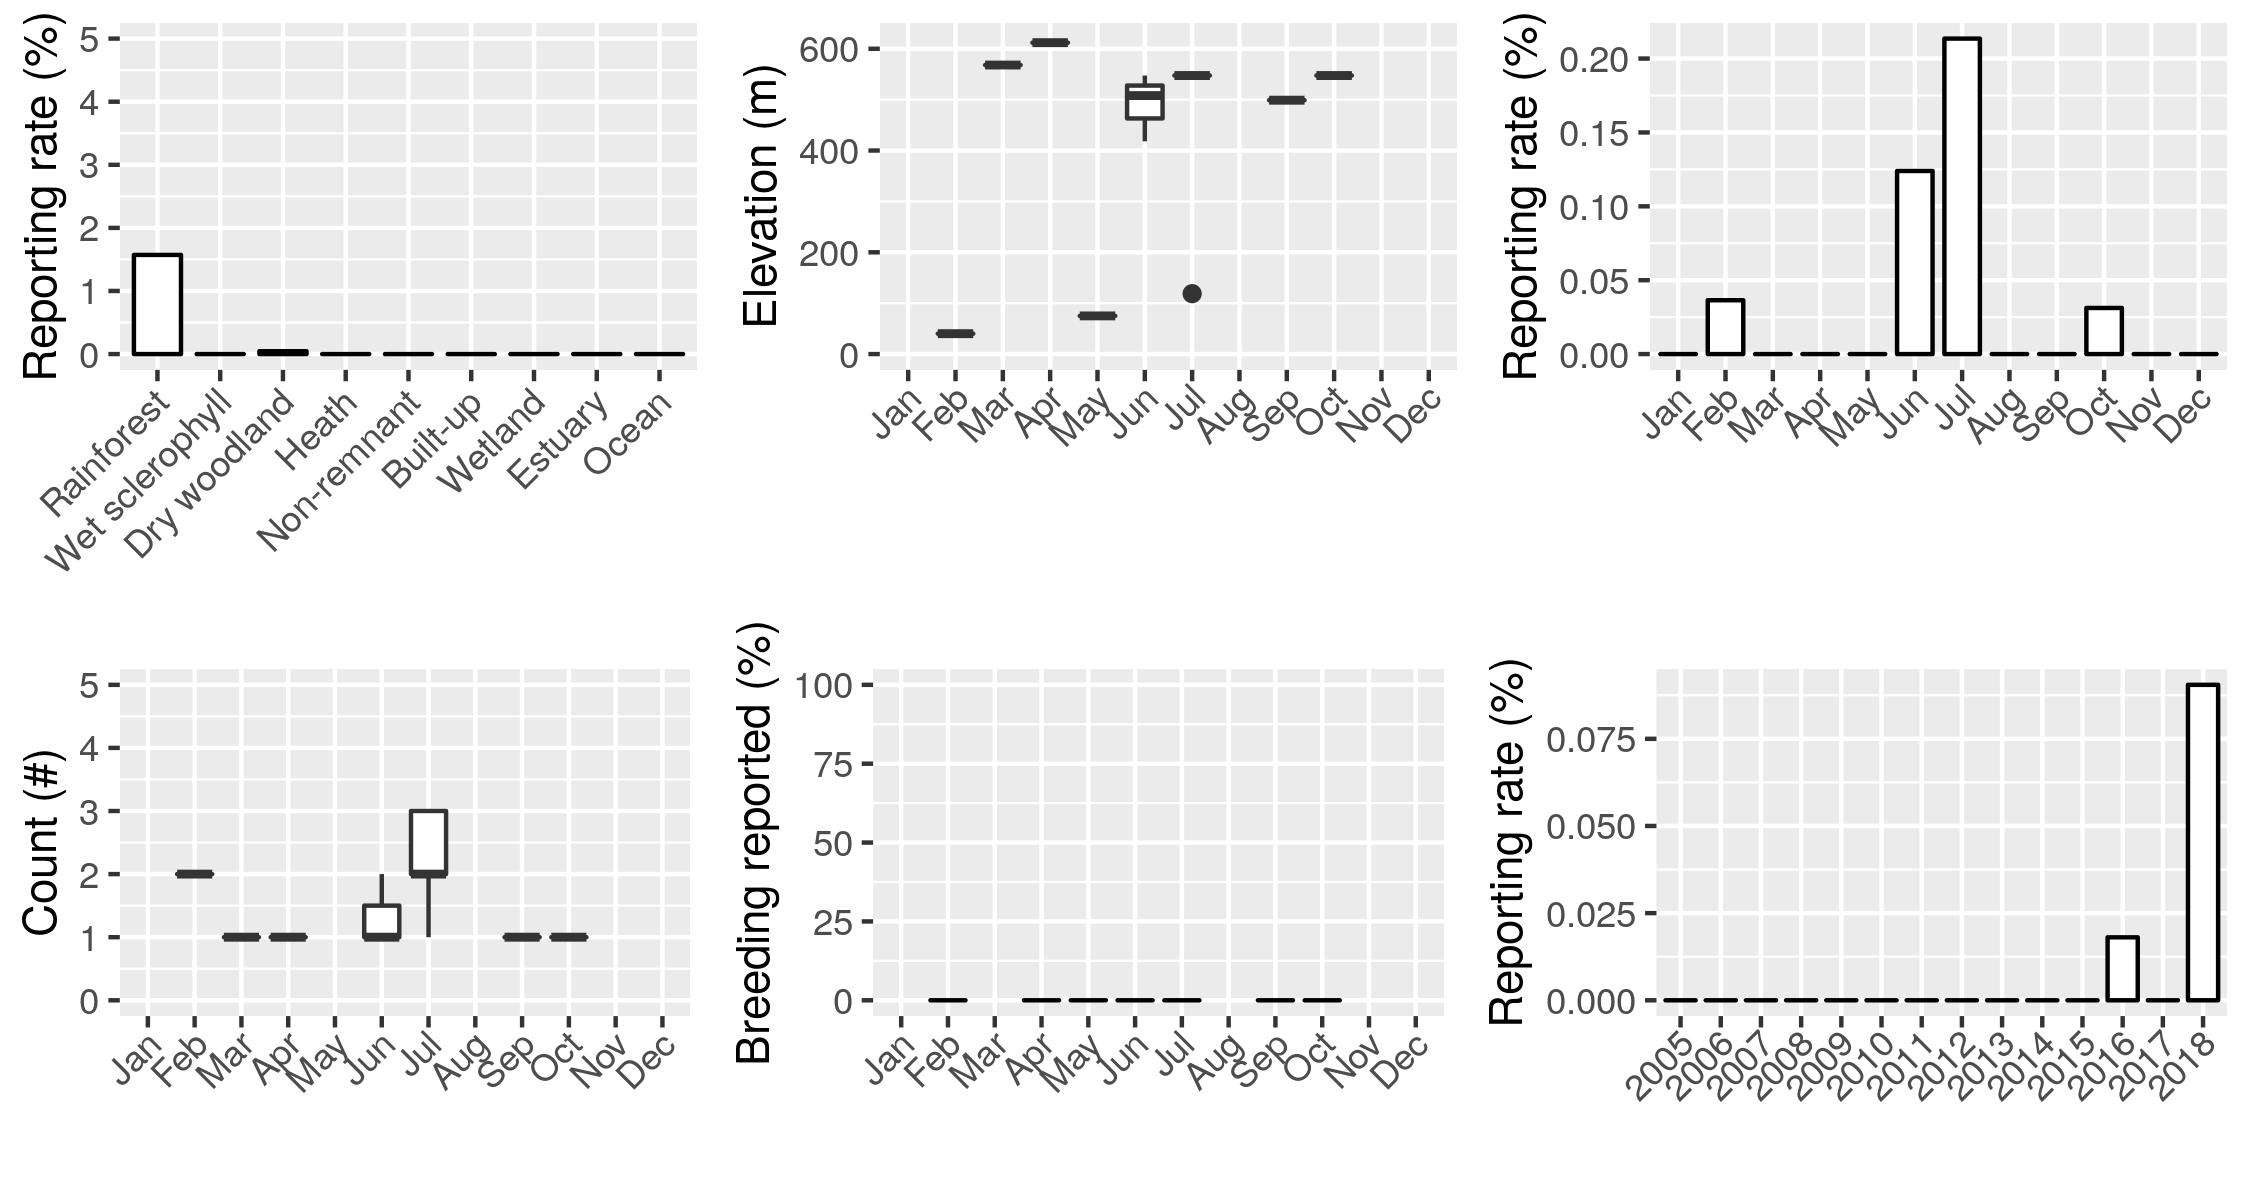 Reporting rate (%)
5
4
3
2
1
0
Rainforest
Wet sclerophyll
Dry woodland
Heath
Non-remnant
Built-up
Wetland
Estuary
Ocean
Elevation (m)
600
400
200
0
Jan
Feb
Mar
Apr
May
Jun
Jul
Aug
Sep
Oct
Nov
Dec
Reporting rate (%)
0.20
0.15
0.10
0.05
0.00
Jan
Feb
Mar
Apr
May
Jun
Jul
Aug
Sep
Oct
Nov
Dec
Count (#)
5
4
3
2
1
0
Jan
Feb
Mar
Apr
May
Jun
Jul
Aug
Sep
Oct
Nov
Dec
Breeding reported (%)
100
75
50
25
0
Jan
Feb
Mar
Apr
May
Jun
Jul
Aug
Sep
Oct
Nov
Dec
Reporting rate (%)
0.075
0.050
0.025
0.000
2005
2006
2007
2008
2009
2010
2011
2012
2013
2014
2015
2016
2017
2018